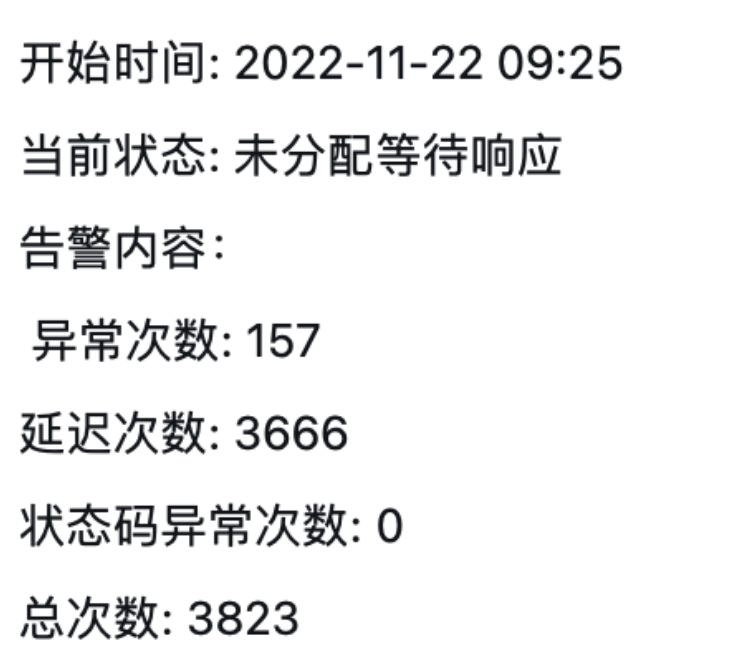 开始时间: 2022-11-22 09:25
当前状态: 未分配等待响应
告警内容：
异常次数: 157
延迟次数: 3666
状态码异常次数: 0
总次数: 3823